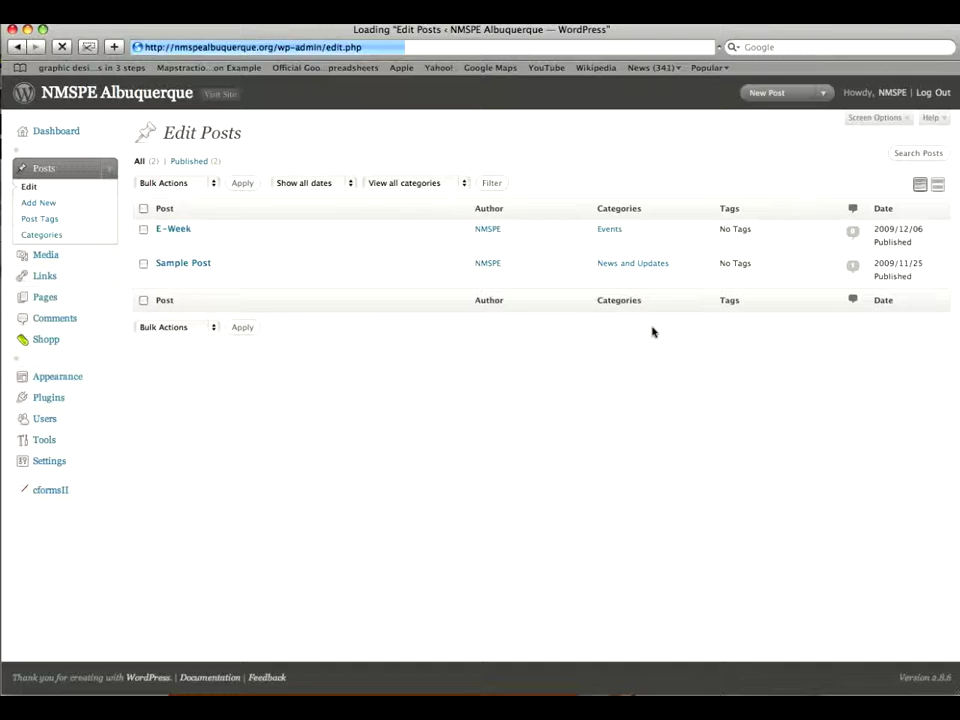 Loading "Edit Posts ‹ NMSPE Albuquerque — WordPress"
http://nmspealbuquerque.org/wp-admin/edit.php
Google
graphic desi...s in 3 steps Mapstractio...on Example Official Goo...preadsheets Apple Yahoo! Google Maps YouTube Wikipedia News (341) Popular
NMSPE Albuquerque Visit Site New Post Howdy, NMSPE | Log Out
Screen Options Help
Dashboard
Edit Posts
All (2) | Published (2)
Search Posts
Posts
Bulk Actions Apply Show all dates View all categories Filter
Edit
Add New
Post Tags
Categories
Post Author Categories Tags Date
E-Week NMSPE Events No Tags 0 2009/12/06
Published
Sample Post NMSPE News and Updates No Tags 2009/11/25
Published
Post Author Categories Tags Date
Bulk Actions Apply
Media
Links
Pages
Comments
Shopp
Appearance
Plugins
Users
Tools
Settings
cformsII
Thank you for creating with WordPress. | Documentation | Feedback
Version 2.8.6